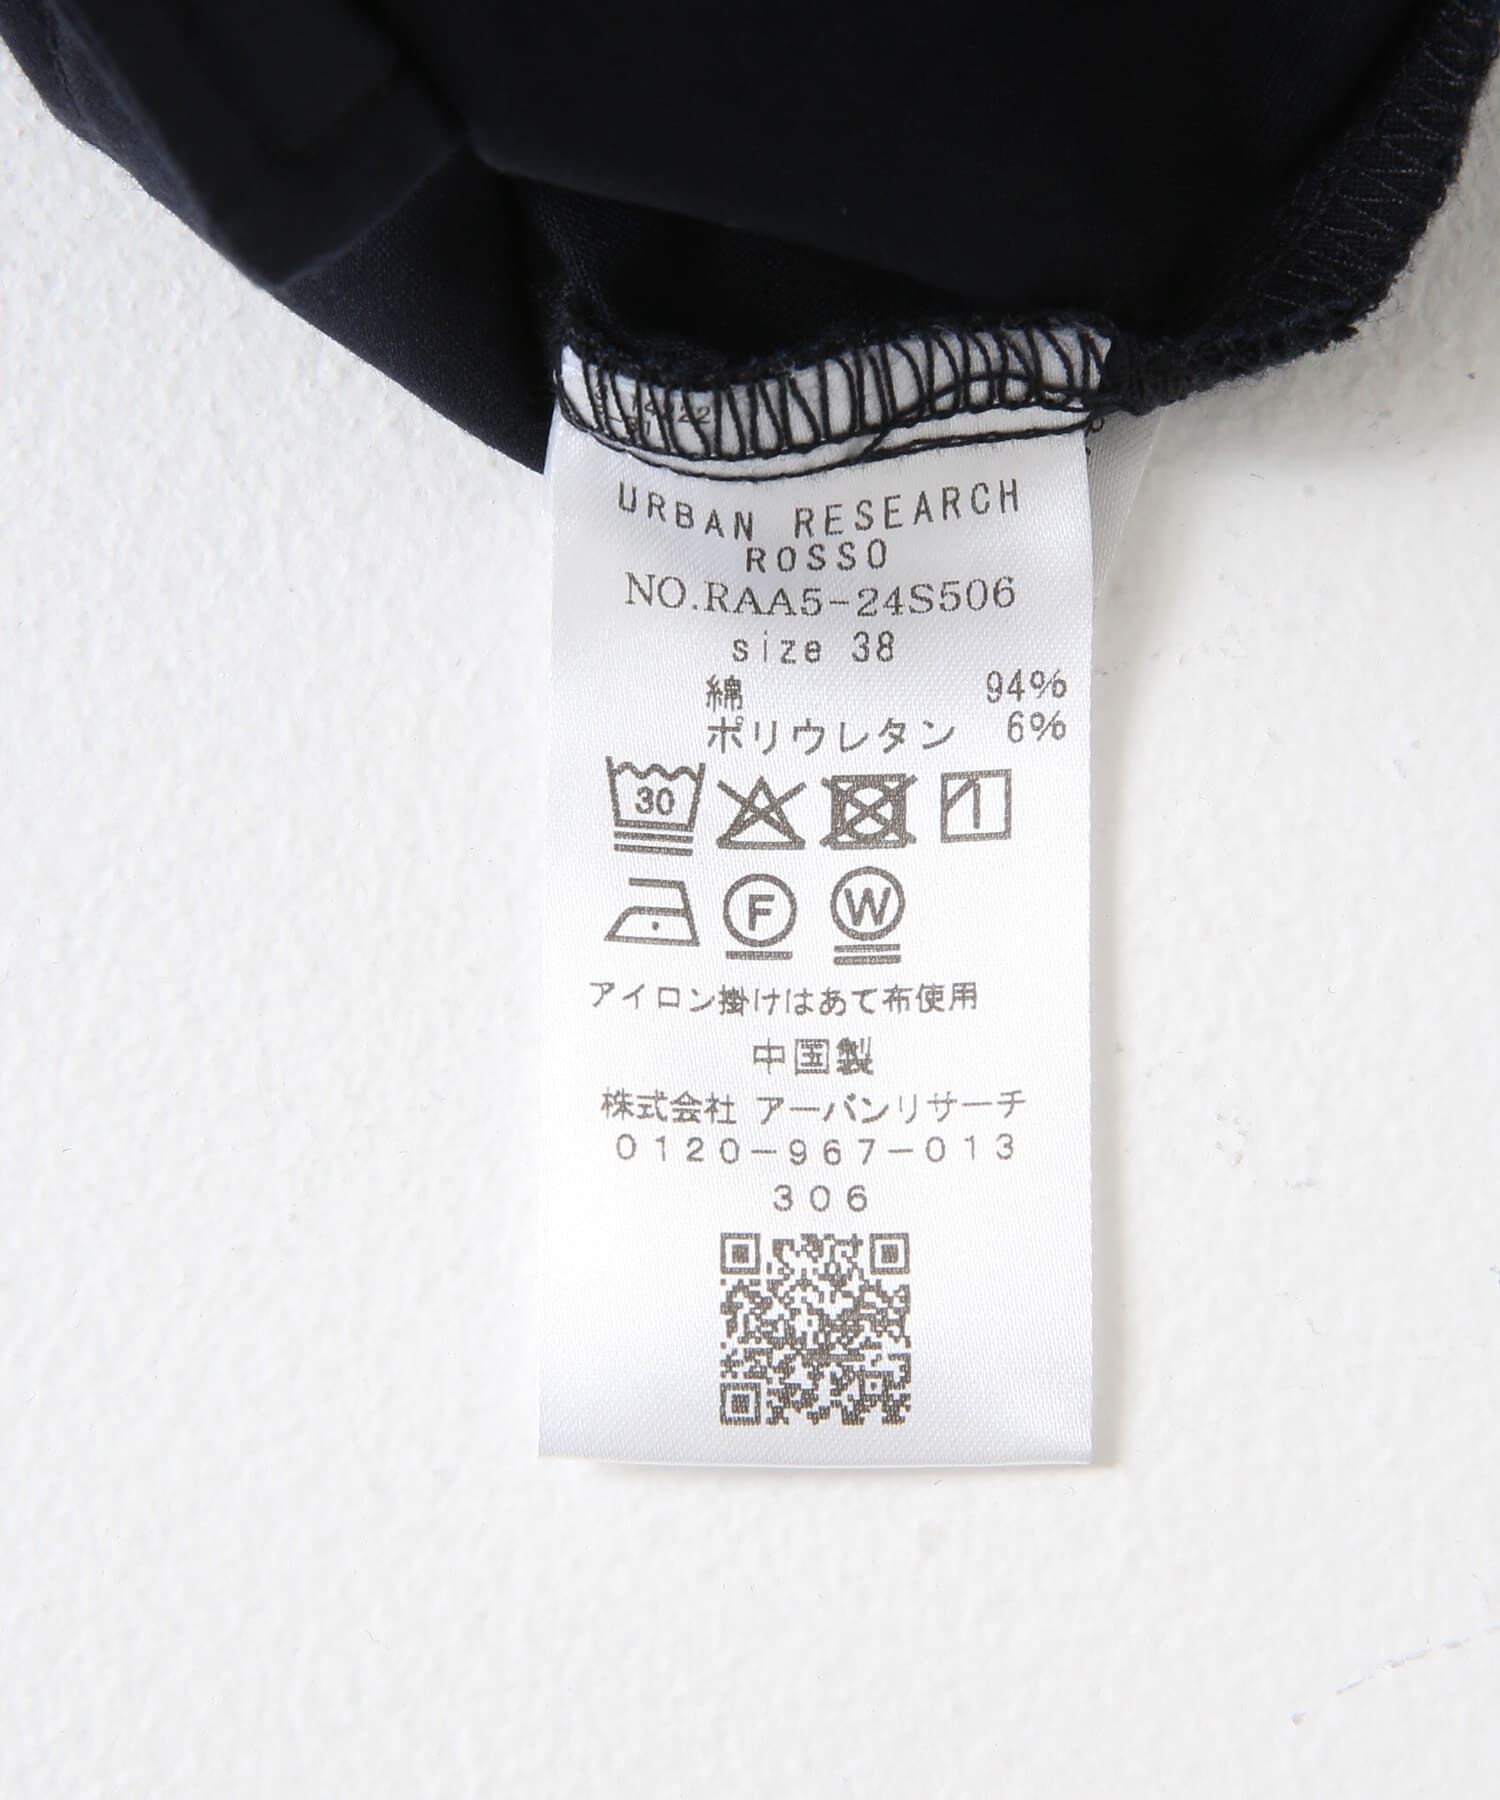 URBAN RESEARCH
ROSSO
NO.RAA5-24S506
size 38
綿 94%
ポリウレタン 6%
30
F W
アイロン掛けはあて布使用
中国製
株式会社 アーバンリサーチ
0120-967-013
306